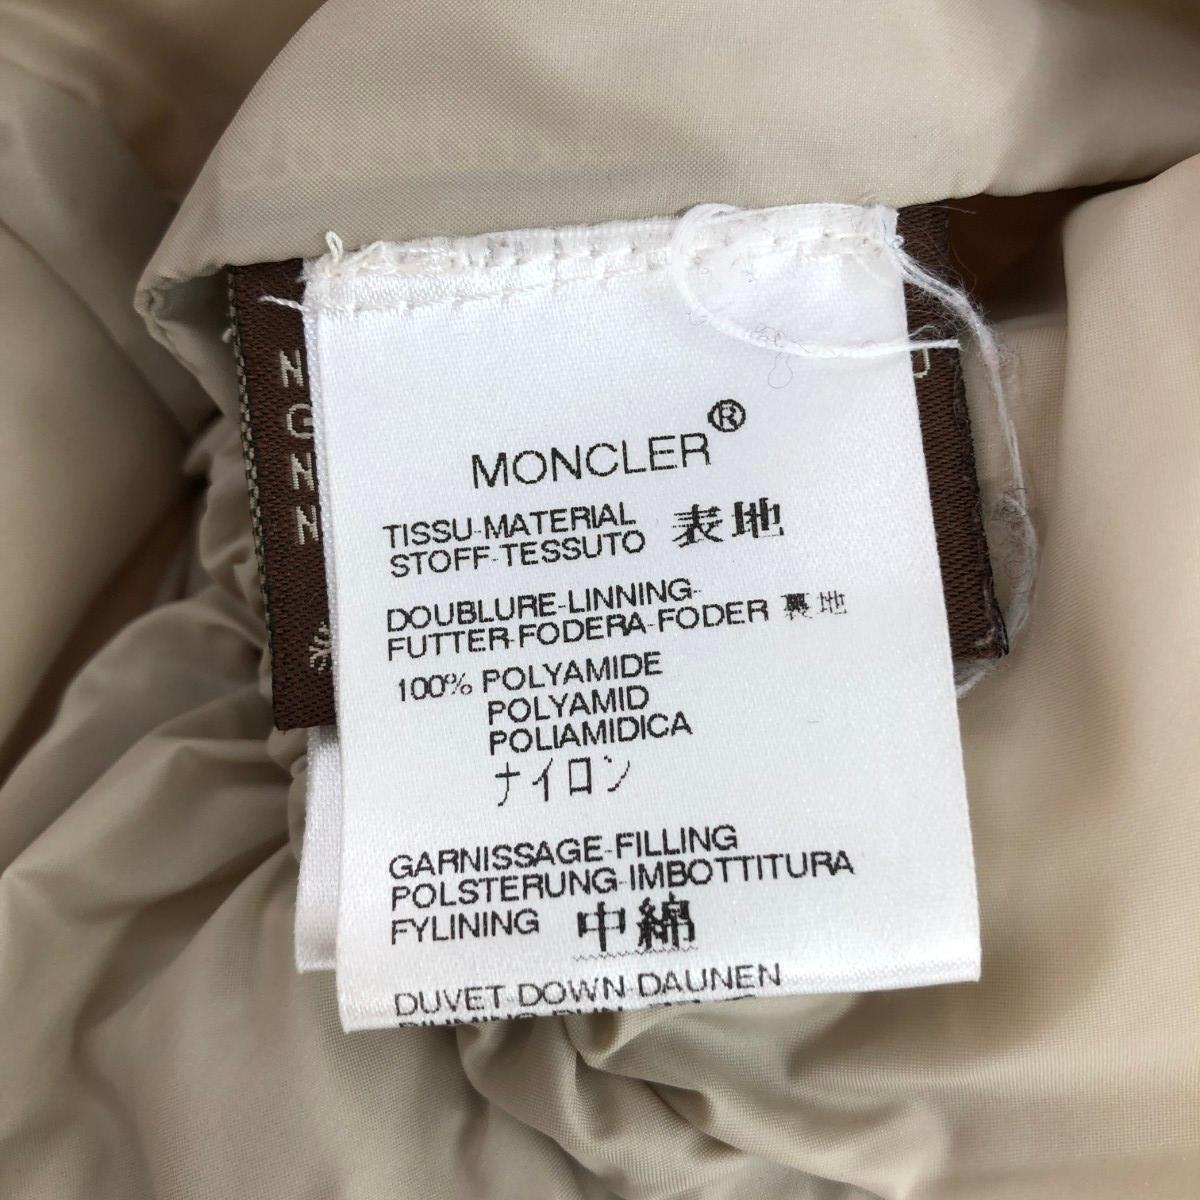 MONCLER®
TISSU-MATERIAL
STOFF-TESSUTO 表地
DOUBLURE-LINNING-
FUTTER-FODERA-FODER 裏地
100% POLYAMIDE
POLYAMID
POLIAMIDICA
ナイロン
GARNISSAGE-FILLING
POLSTERUNG-IMBOTTITURA
FYLINING 中綿
DUVET-DOWN-DAUNEN